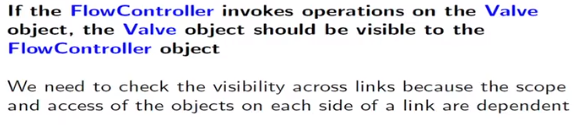 If the FlowController invokes operations on the Valve
object, the Valve object should be visible to the
FlowController object
We need to check the visibility across links because the scope
and access of the objects on each side of a link are dependent